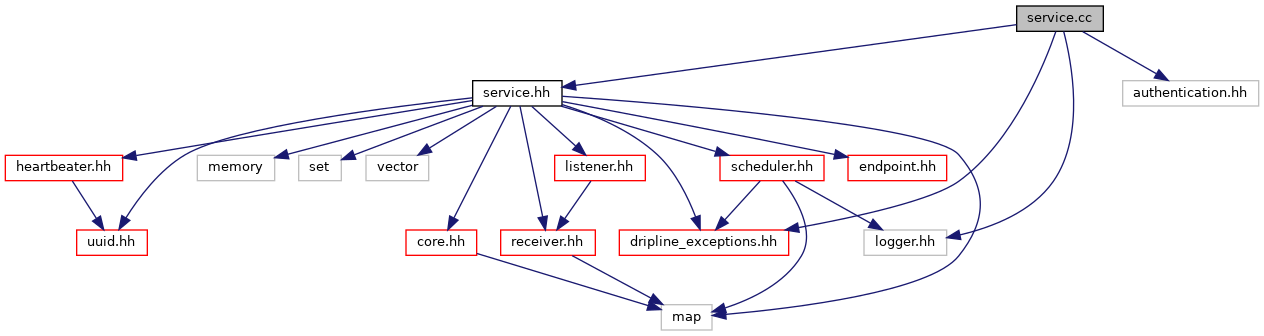 service.cc
service.hh
authentication.hh
heartbeater.hh
memory
set
vector
listener.hh
scheduler.hh
endpoint.hh
uuid.hh
core.hh
receiver.hh
dripline_exceptions.hh
logger.hh
map